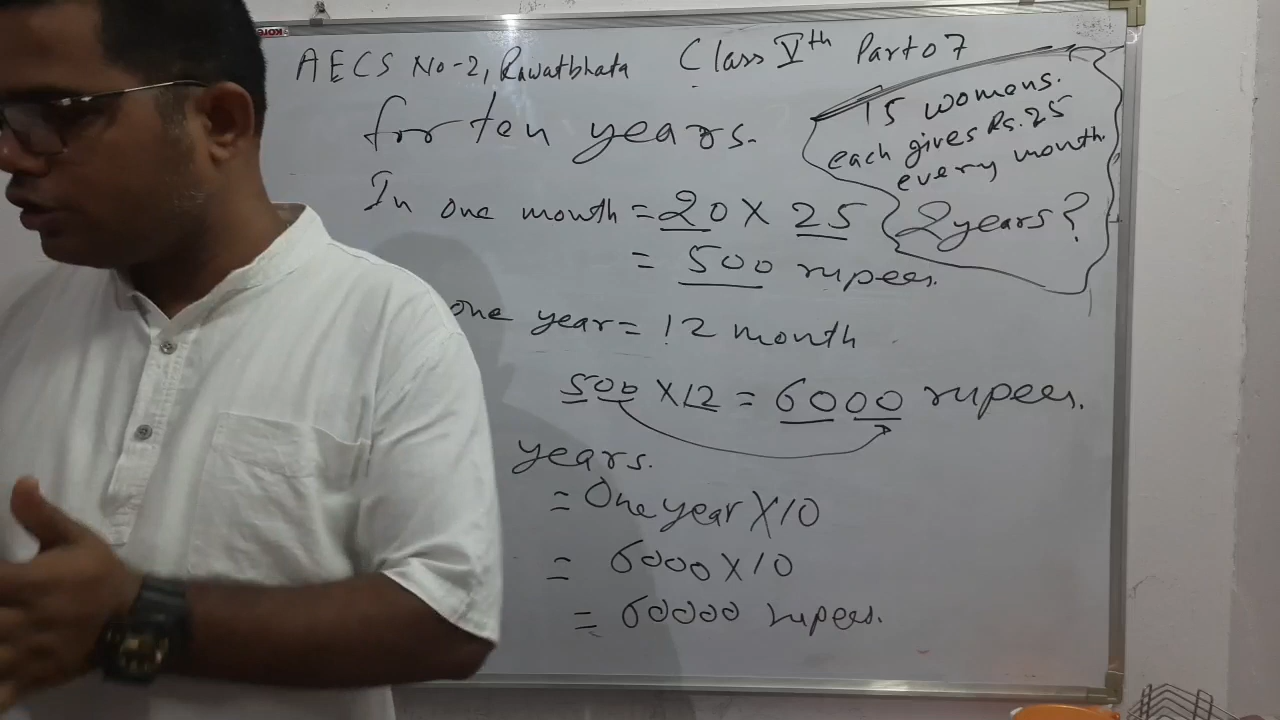 AECS No-2, Rawatbhata Class Vth Part 07
for ten years.
15 womens.
each gives Rs. 25
every month.
2 years?
In one month = 20 X 25
= 500 rupees.
one year = 12 month
500 X 12 = 6000 rupees.
years.
= One year X 10
= 6000 X 10
= 60000 rupees.